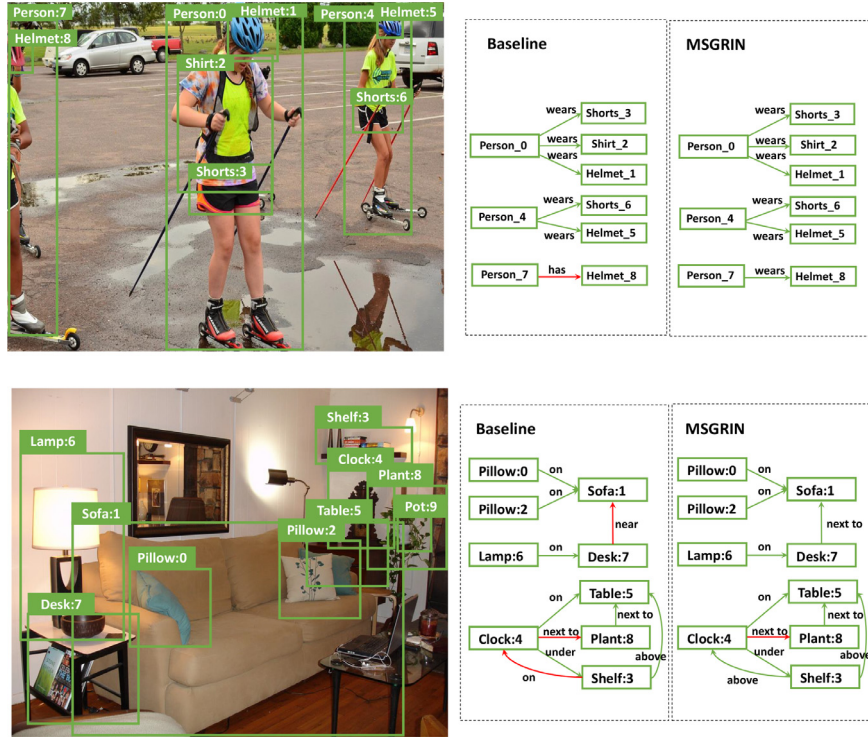 Person:7
Person:0
Helmet:1
Person:4
Helmet:5
Helmet:8
Shirt:2
Shorts:6
Shorts:3
Baseline
MSGRIN
wears
Shorts_3
Person_0
wears
Shirt_2
wears
Helmet_1
Shorts_6
Person_4
wears
wears
Helmet_5
Person_7
has
Helmet_8
wears
Shorts_3
Person_0
wears
Shirt_2
wears
Helmet_1
wears
Shorts_6
Person_4
wears
Helmet_5
Person_7
wears
Helmet_8
Shelf:3
Lamp:6
Clock:4
Plant:8
Sofa:1
Table:5
Pot:9
Pillow:2
Pillow:0
Desk:7
Baseline
MSGRIN
Pillow:0
on
Sofa:1
on
Pillow:2
near
Lamp:6
on
Desk:7
on
Table:5
next to
Clock:4
next to
Plant:8
under
above
on
Shelf:3
Pillow:0
on
Sofa:1
on
Pillow:2
next to
Lamp:6
on
Desk:7
on
Table:5
next to
Clock:4
next to
Plant:8
under
above
above
Shelf:3